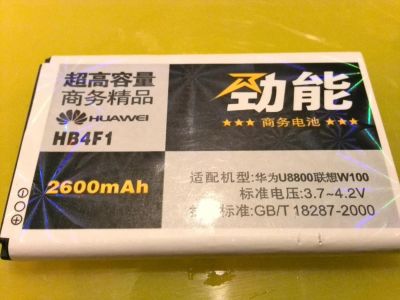 超高容量
商务精品
HUAWEI
HB4F1
2600mAh
劲能
★★★ 商务电池 ★★★
适配机型:华为U8800联想W100
标准电压:3.7~4.2V
标准:GB/T 18287-2000